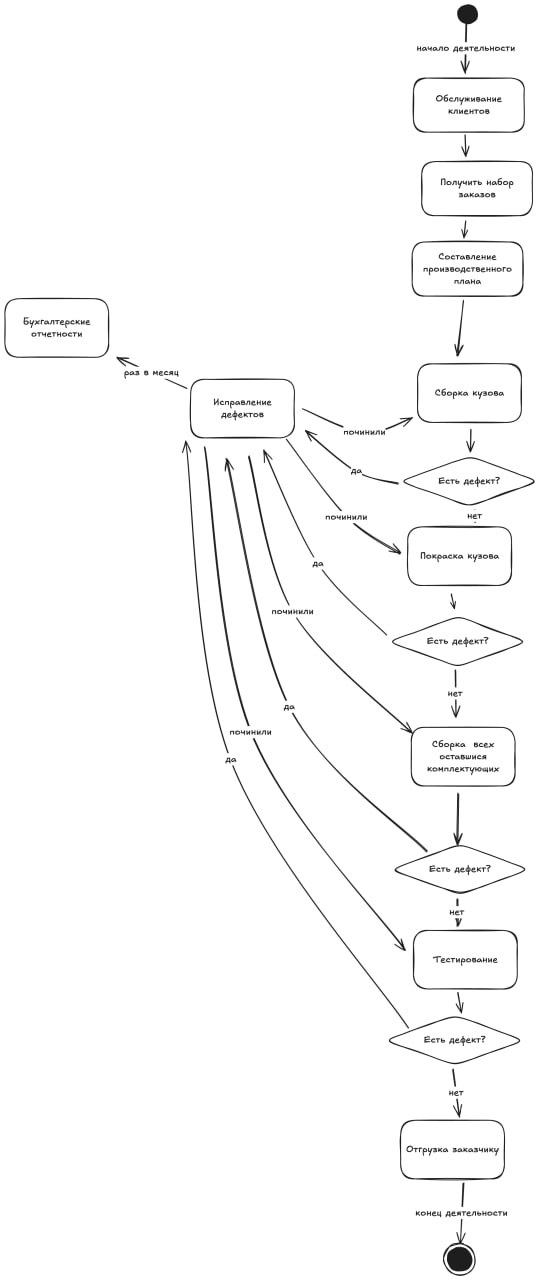 начало деятельности
Обслуживание
клиентов
Получить набор
заказов
Составление
производственного
плана
Бухгалтерские
отчетности
раз в месяц
Исправление
дефектов
Сборка кузова
починили
да
Есть дефект?
нет
починили
Покраска кузова
да
починили
Есть дефект?
нет
да
починили
Сборка всех
оставшися
комплектующих
да
Есть дефект?
нет
Тестирование
Есть дефект?
нет
Отгрузка заказчику
конец деятельности